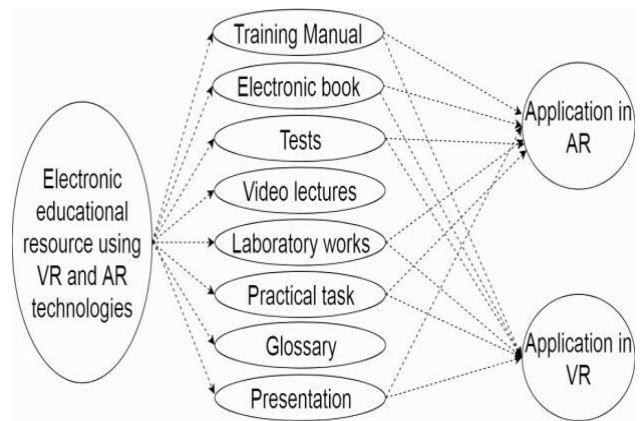 Electronic
educational
resource using
VR and AR
technologies
Training Manual
Electronic book
Tests
Video lectures
Laboratory works
Practical task
Glossary
Presentation
Application in
AR
Application in
VR